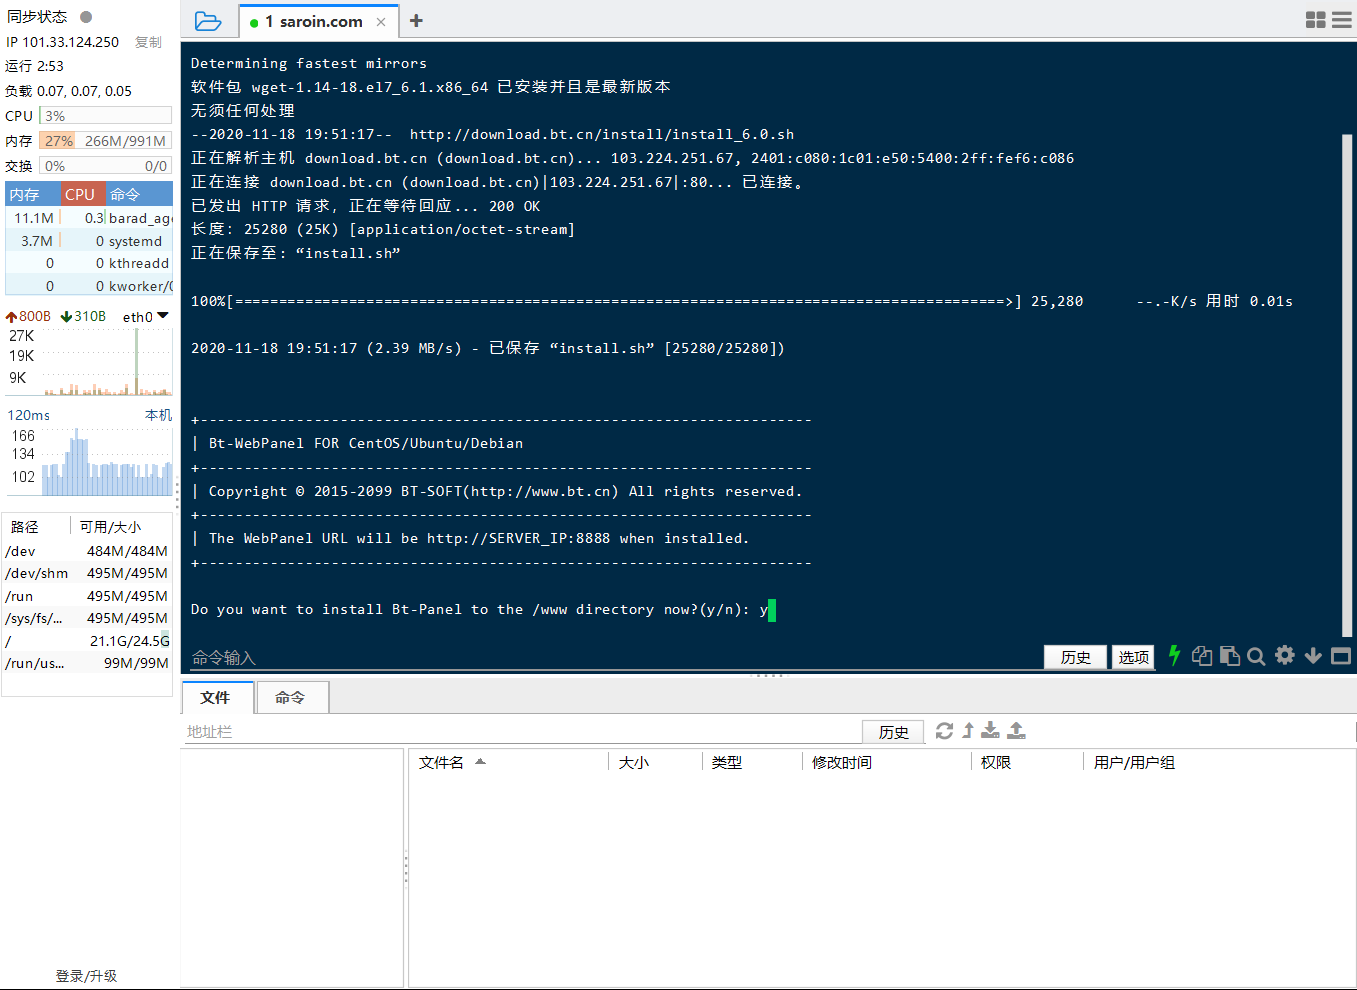 同步状态
IP 101.33.124.250 复制
运行 2:53
负载 0.07, 0.07, 0.05
CPU 3%
内存 27% 266M/991M
交换 0% 0/0
内存 CPU 命令
11.1M 0.3 barad_age
3.7M 0 systemd
0 0 kthreadd
0 0 kworker/0
800B 310B eth0
27K
19K
9K
120ms 本机
166
134
102
路径 可用/大小
/dev 484M/484M
/dev/shm 495M/495M
/run 495M/495M
/sys/fs/... 495M/495M
/ 21.1G/24.5G
/run/us... 99M/99M
登录/升级
1 saroin.com × +
Determining fastest mirrors
软件包 wget-1.14-18.el7_6.1.x86_64 已安装并且是最新版本
无须任何处理
--2020-11-18 19:51:17-- http://download.bt.cn/install/install_6.0.sh
正在解析主机 download.bt.cn (download.bt.cn)... 103.224.251.67, 2401:c080:1c01:e50:5400:2ff:fef6:c086
正在连接 download.bt.cn (download.bt.cn)|103.224.251.67|:80... 已连接。
已发出 HTTP 请求，正在等待回应... 200 OK
长度：25280 (25K) [application/octet-stream]
正在保存至: “install.sh”
100%[========================================================================================>] 25,280 --.-K/s 用时 0.01s
2020-11-18 19:51:17 (2.39 MB/s) - 已保存 “install.sh” [25280/25280])
+----------------------------------------------------------------------
| Bt-WebPanel FOR CentOS/Ubuntu/Debian
+----------------------------------------------------------------------
| Copyright © 2015-2099 BT-SOFT(http://www.bt.cn) All rights reserved.
+----------------------------------------------------------------------
| The WebPanel URL will be http://SERVER_IP:8888 when installed.
+----------------------------------------------------------------------
Do you want to install Bt-Panel to the /www directory now?(y/n): y
命令输入 历史 选项
文件 命令
地址栏 历史
文件名 大小 类型 修改时间 权限 用户/用户组